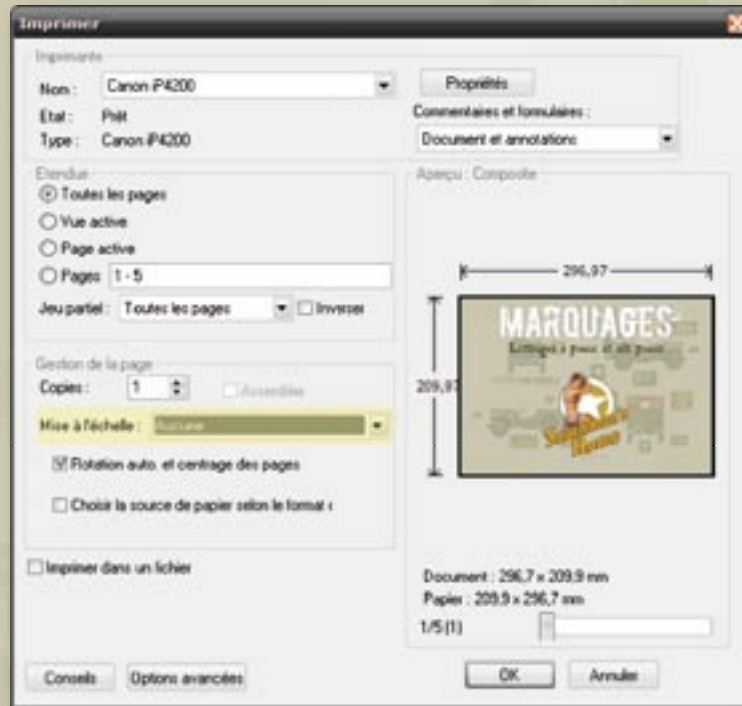 Imprimer
Imprimante
Nom : Canon iP4200
Propriétés
Etat : Prêt
Commentaires et formulaires :
Type : Canon iP4200
Document et annotations
Etendue
Toutes les pages
Vue active
Page active
Pages 1 - 5
Jeu partiel : Toutes les pages
Inverser
Aperçu : Composite
296,97
209,97
MARQUAGES
Gestion de la page
Copies : 1
Assemblées
Mise à l'échelle : Aucune
Rotation auto. et centrage des pages
Choisir la source de papier selon le format d
Imprimer dans un fichier
Document : 296,7 x 209,9 mm
Papier : 209,9 x 296,7 mm
1/5 (1)
Conseils
Options avancées
OK
Annuler